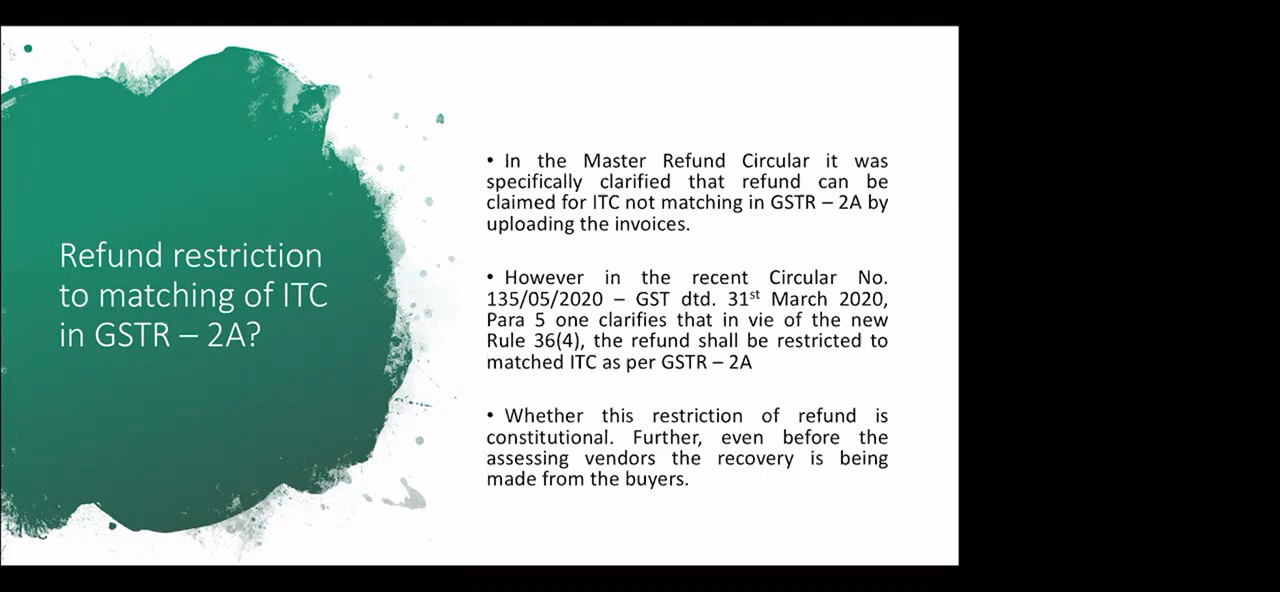 Refund restriction
to matching of ITC
in GSTR – 2A?
• In the Master Refund Circular it was
specifically clarified that refund can be
claimed for ITC not matching in GSTR – 2A by
uploading the invoices.
• However in the recent Circular No.
135/05/2020 – GST dtd. 31st March 2020,
Para 5 one clarifies that in vie of the new
Rule 36(4), the refund shall be restricted to
matched ITC as per GSTR – 2A
• Whether this restriction of refund is
constitutional. Further, even before the
assessing vendors the recovery is being
made from the buyers.